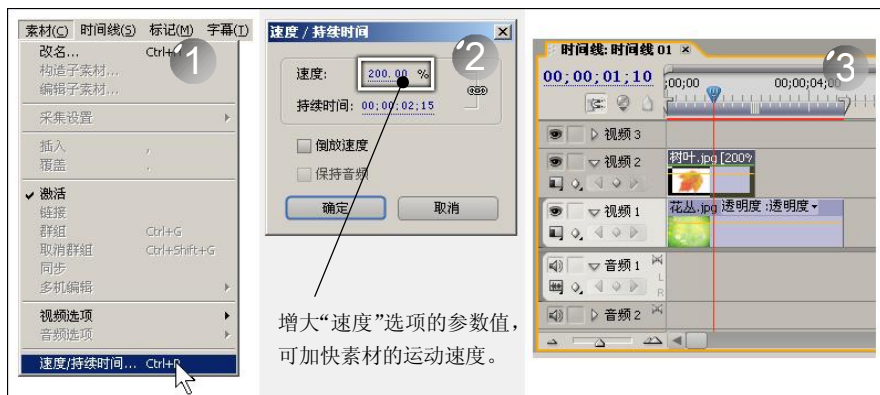 素材(C) 时间线(S) 标记(M) 字幕(T)
改名...
构造子素材...
编辑子素材...
采集设置
插入 ,
覆盖 .
激活
链接
群组 Ctrl+G
取消群组 Ctrl+Shift+G
同步
多机编辑
视频选项
音频选项
速度/持续时间...
1
速度 / 持续时间
2
速度: 200.00 %
持续时间: 00;00;02;15
倒放速度
保持音频
确定 取消
增大“速度”选项的参数值，
可加快素材的运动速度。
时间线: 时间线 01
3
00;00;01;10 ;00;00 00;00;04;00
视频 3
视频 2 树叶.jpg [200%
视频 1 花丛.jpg 透明度:透明度
音频 1
L
R
音频 2